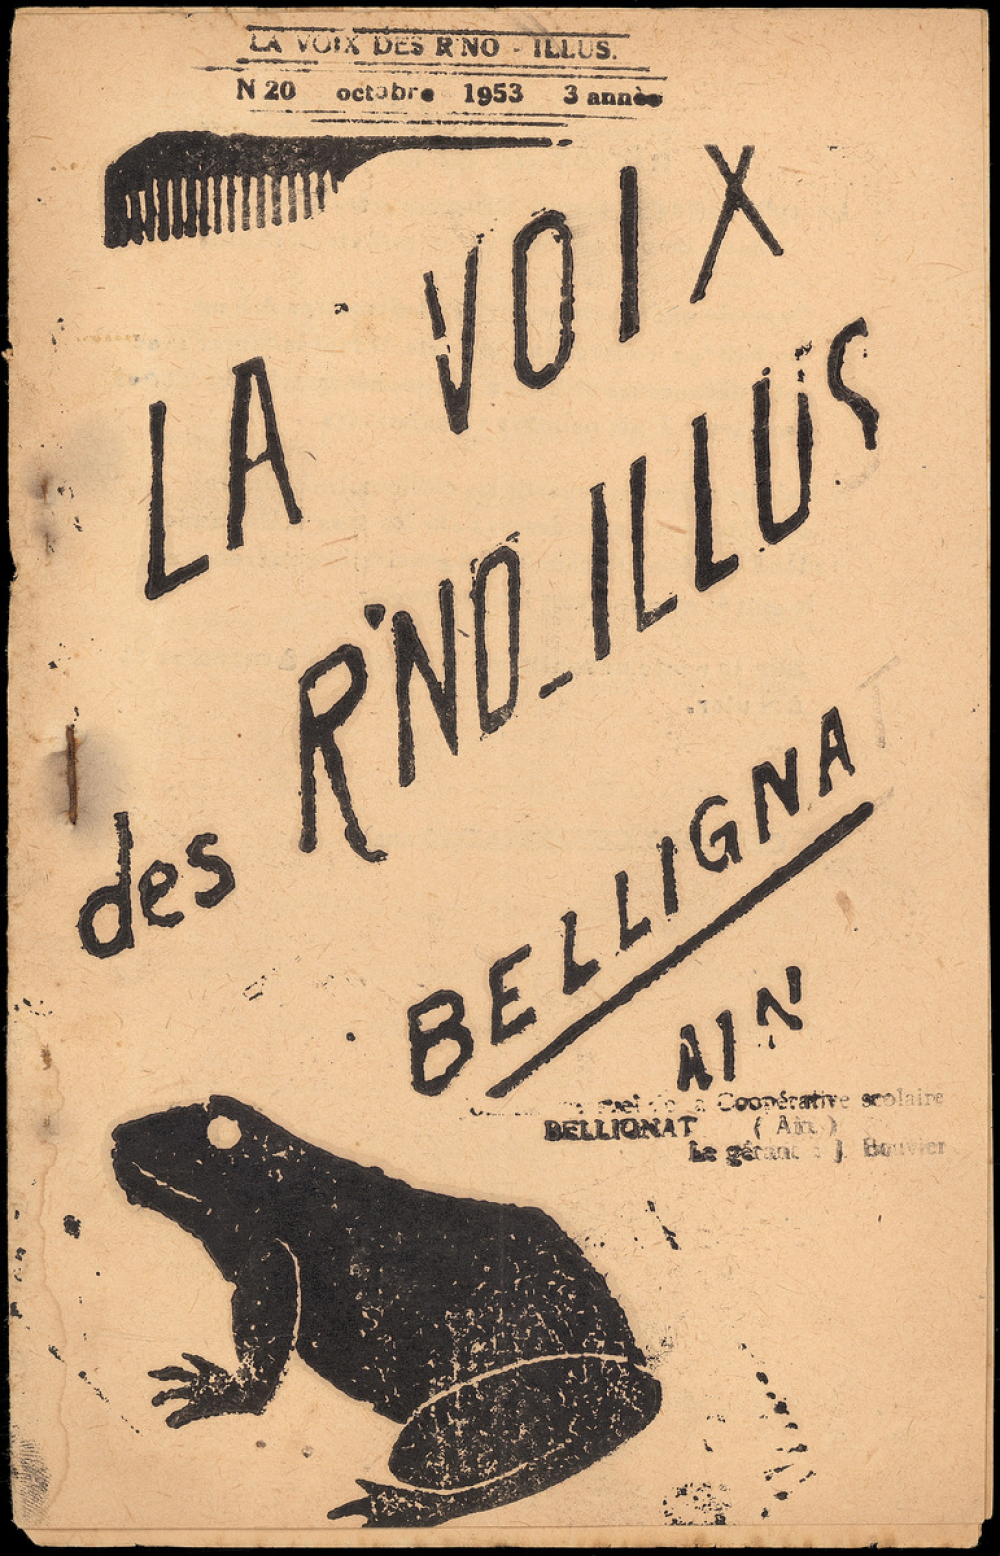 LA VOIX DES R'NO - ILLUS.
N 20 octobre 1953 3 annèe
LA VOIX
des R'NO_ILLUS
BELLIGNA
AIN
Coopérative scolaire
BELLIGNAT ( Ain )
Le gérant : J. Bouvier